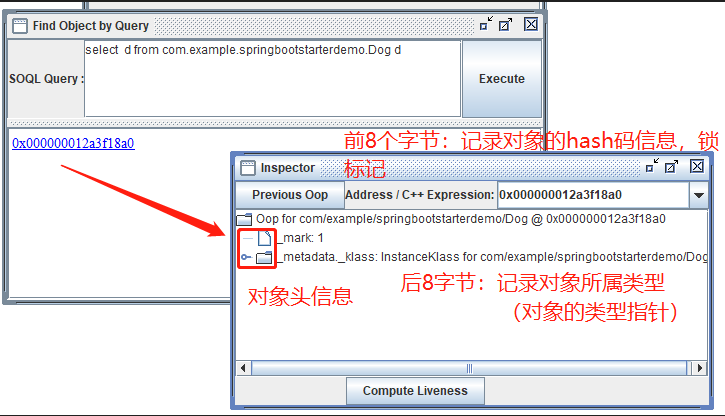 Find Object by Query
SOQL Query :
select d from com.example.springbootstarterdemo.Dog d
Execute
0x000000012a3f18a0
前8个字节：记录对象的hash码信息，锁
标记
Inspector
Previous Oop
Address / C++ Expression:
0x000000012a3f18a0
Oop for com/example/springbootstarterdemo/Dog @ 0x000000012a3f18a0
_mark: 1
_metadata._klass: InstanceKlass for com/example/springbootstarterdemo/Dog
对象头信息
后8字节：记录对象所属类型
（对象的类型指针）
Compute Liveness